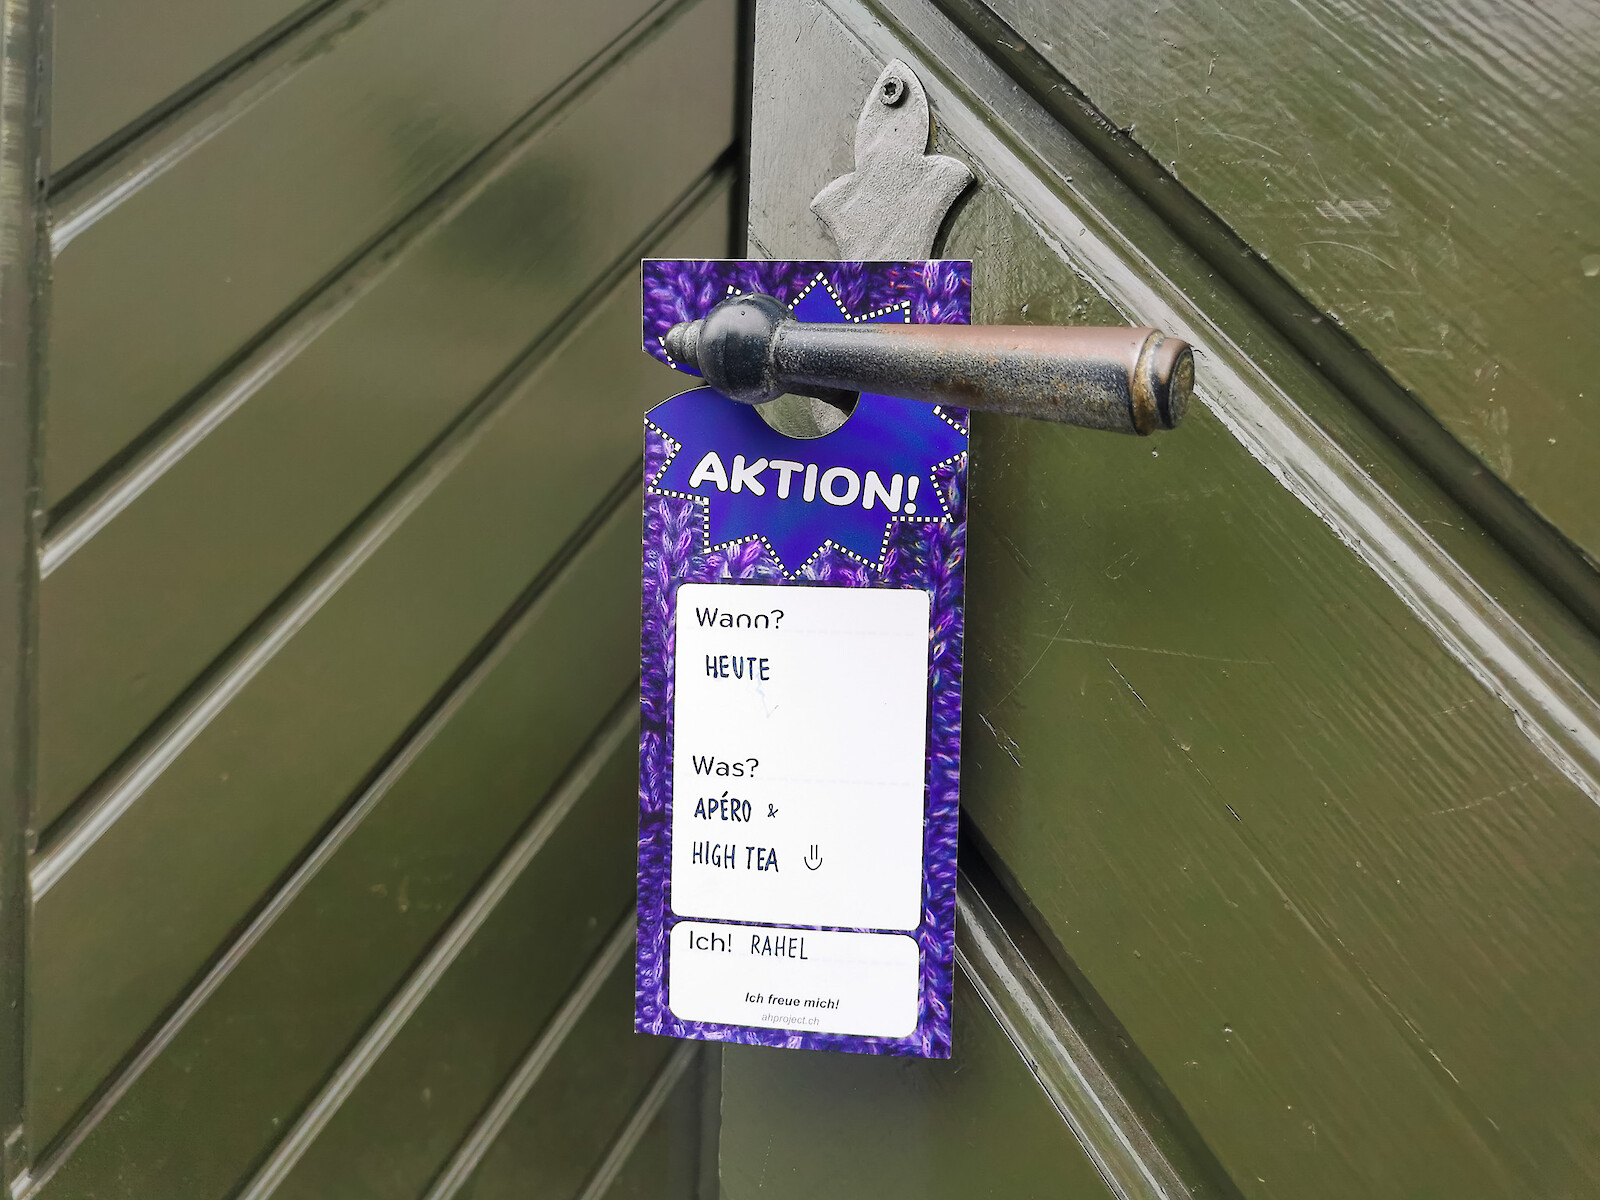 AKTION!
Wann?
HEUTE
Was?
APÉRO &
HIGH TEA
Ich! RAHEL
Ich freue mich!
ahproject.ch